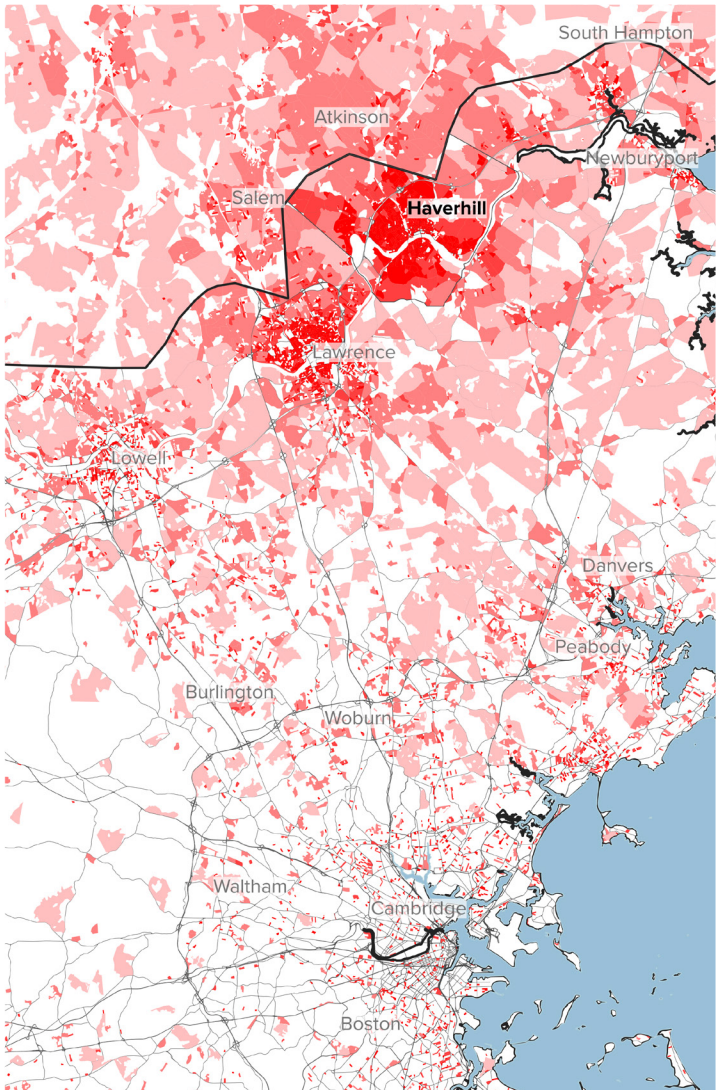 South Hampton
Atkinson
Newburyport
Salem
Haverhill
Lawrence
Lowell
Danvers
Peabody
Burlington
Woburn
Waltham
Cambridge
Boston